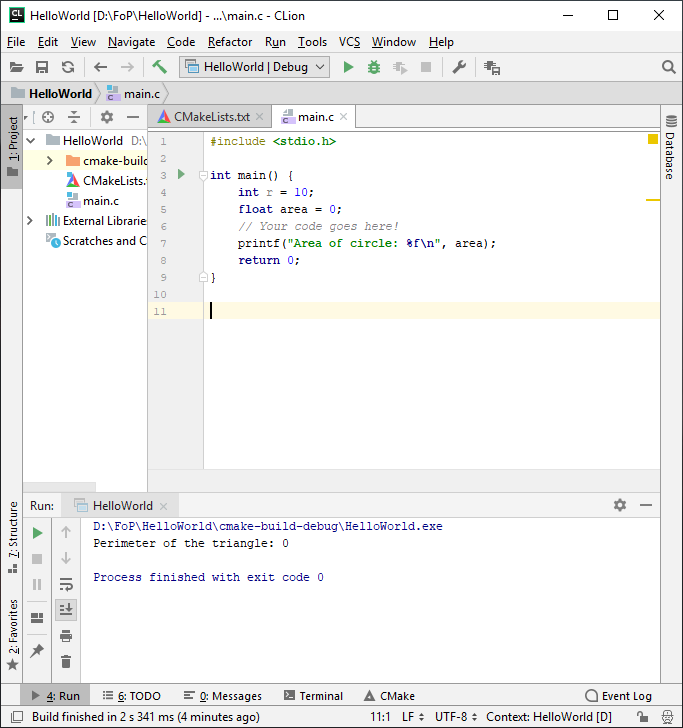 HelloWorld [D:\FoP\HelloWorld] - ...\main.c - CLion
File Edit View Navigate Code Refactor Run Tools VCS Window Help
HelloWorld | Debug
HelloWorld main.c
1: Project
CMakeLists.txt main.c
Database
HelloWorld D:\
cmake-build
CMakeLists.t
main.c
External Librarie
Scratches and C
1 #include <stdio.h>
2
3 int main() {
4 int r = 10;
5 float area = 0;
6 // Your code goes here!
7 printf("Area of circle: %f\n", area);
8 return 0;
9 }
10
11
7: Structure
2: Favorites
Run: HelloWorld
D:\FoP\HelloWorld\cmake-build-debug\HelloWorld.exe
Perimeter of the triangle: 0
Process finished with exit code 0
4: Run 6: TODO 0: Messages Terminal CMake Event Log
Build finished in 2 s 341 ms (4 minutes ago) 11:1 LF UTF-8 Context: HelloWorld [D]